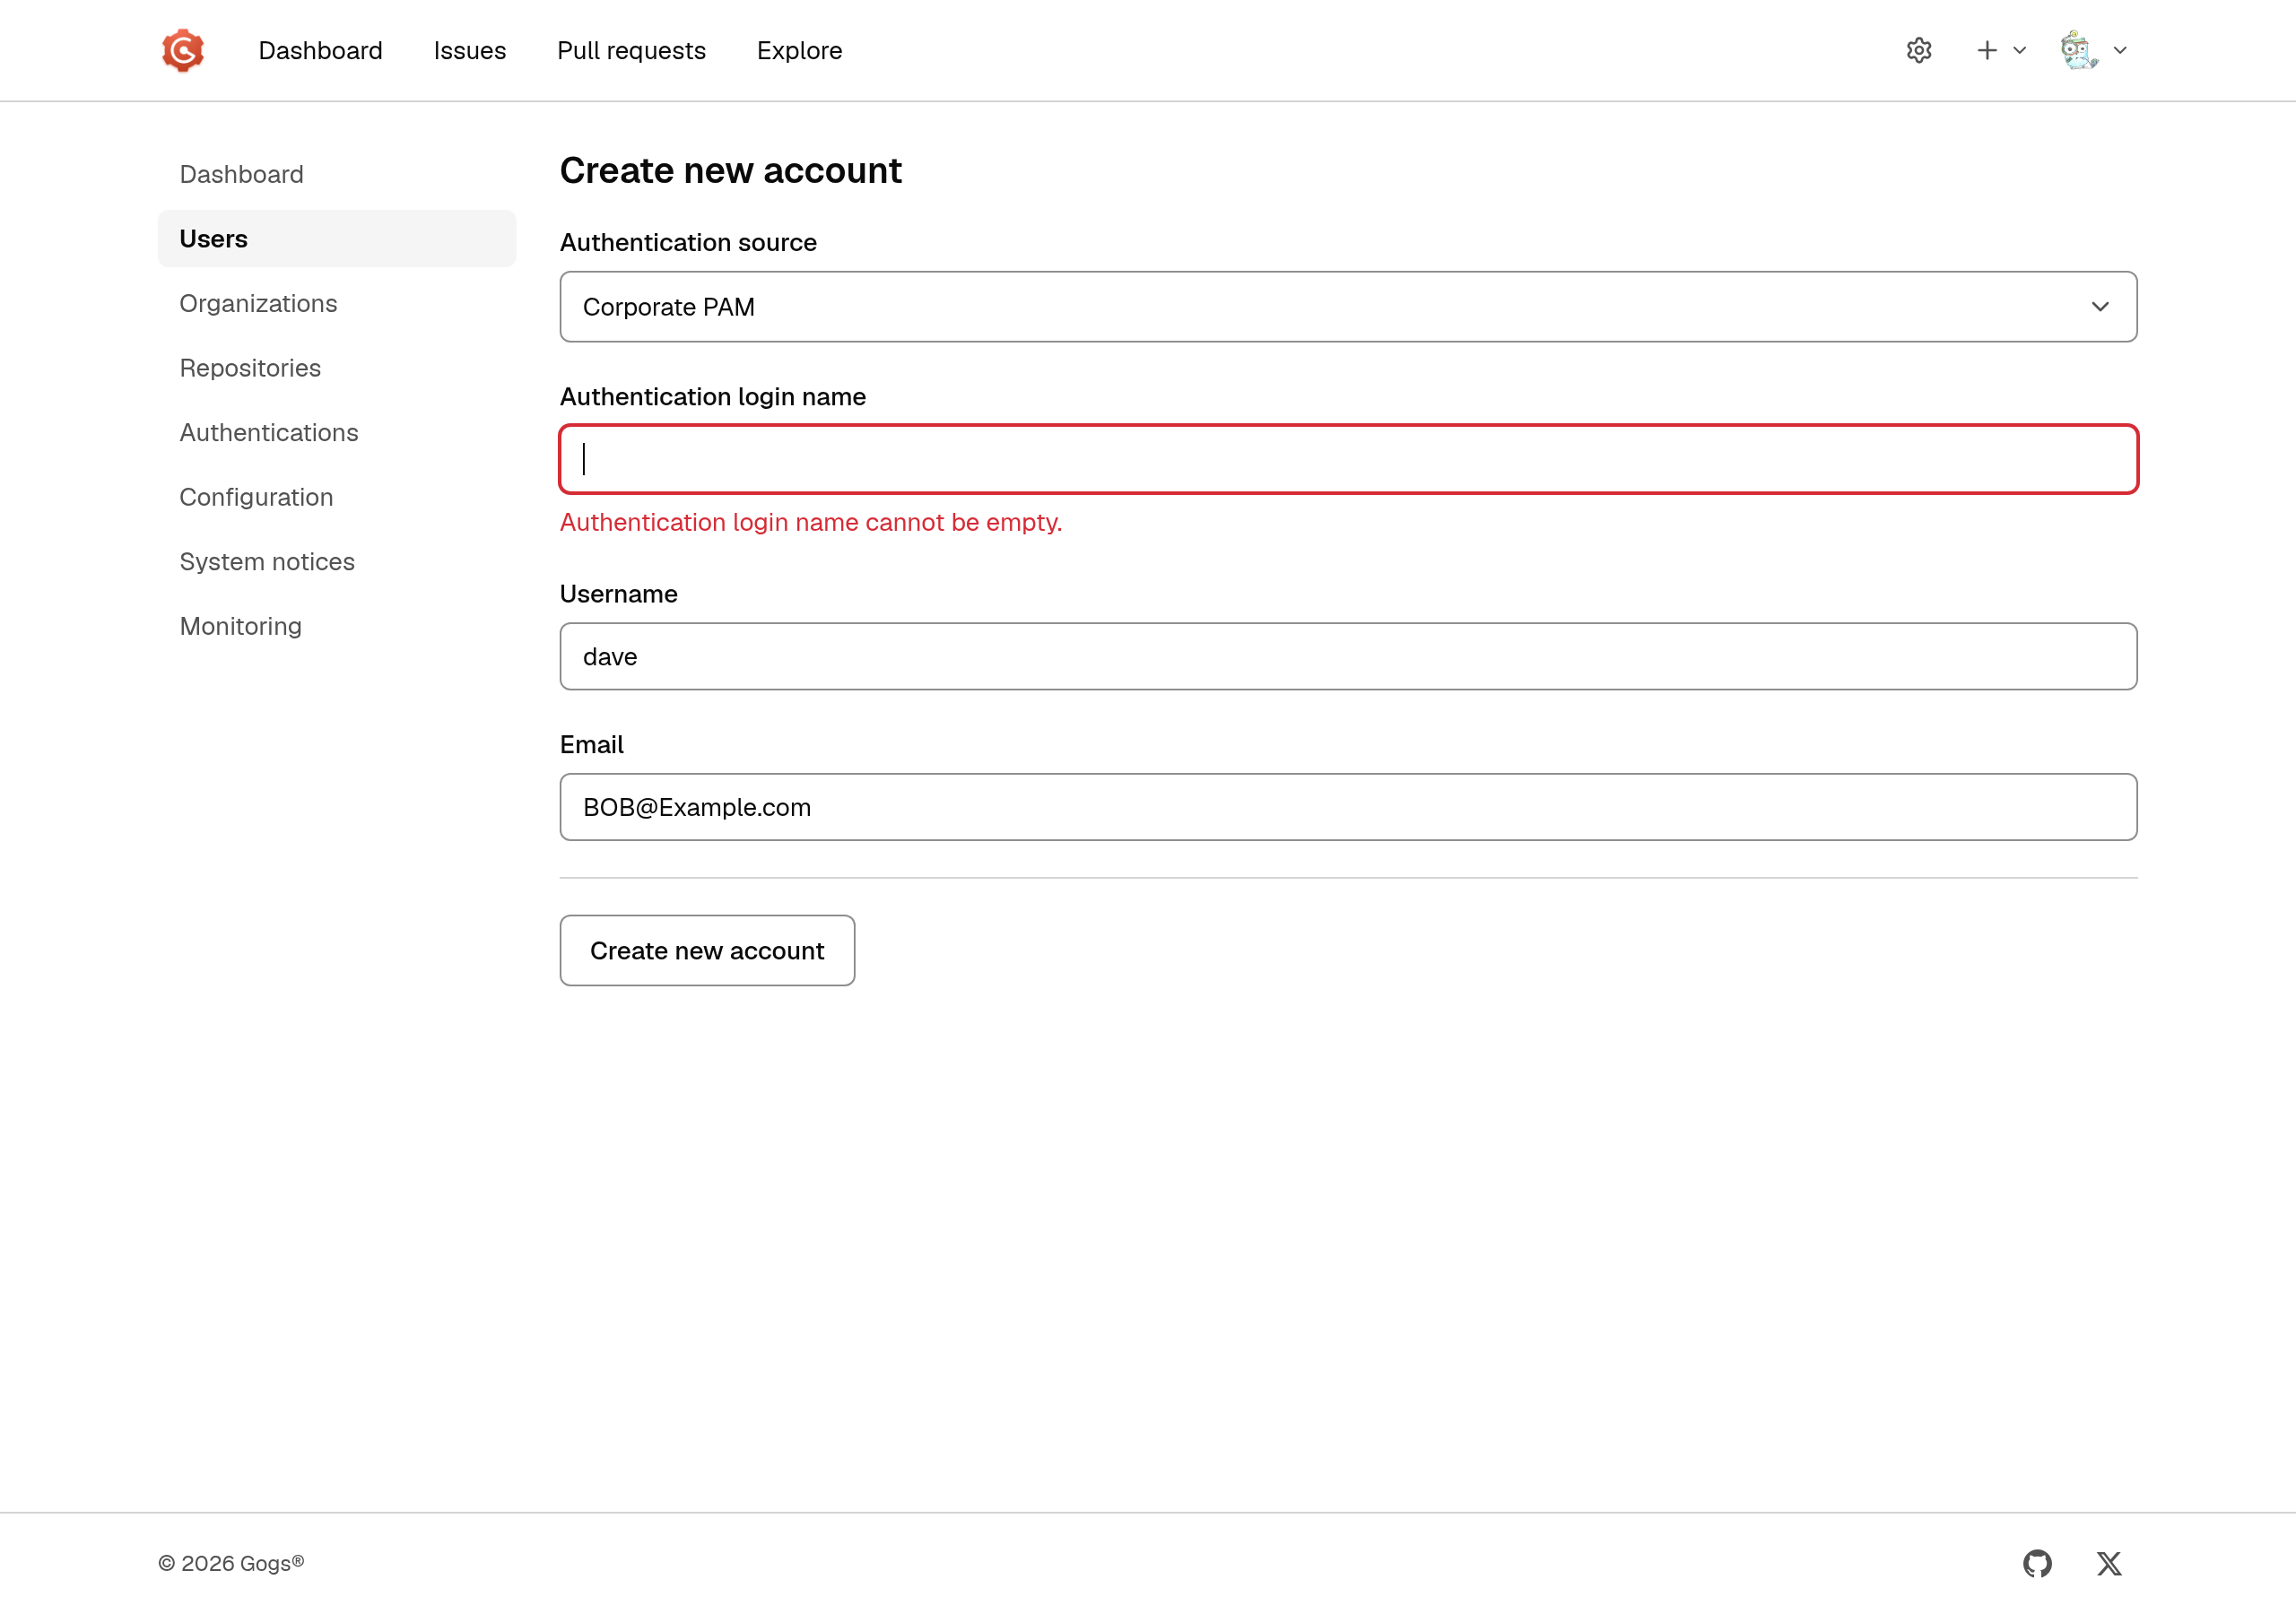 Dashboard Issues Pull requests Explore
Dashboard
Users
Organizations
Repositories
Authentications
Configuration
System notices
Monitoring
Create new account
Authentication source
Corporate PAM
Authentication login name
Authentication login name cannot be empty.
Username
dave
Email
BOB@Example.com
Create new account
© 2026 Gogs®